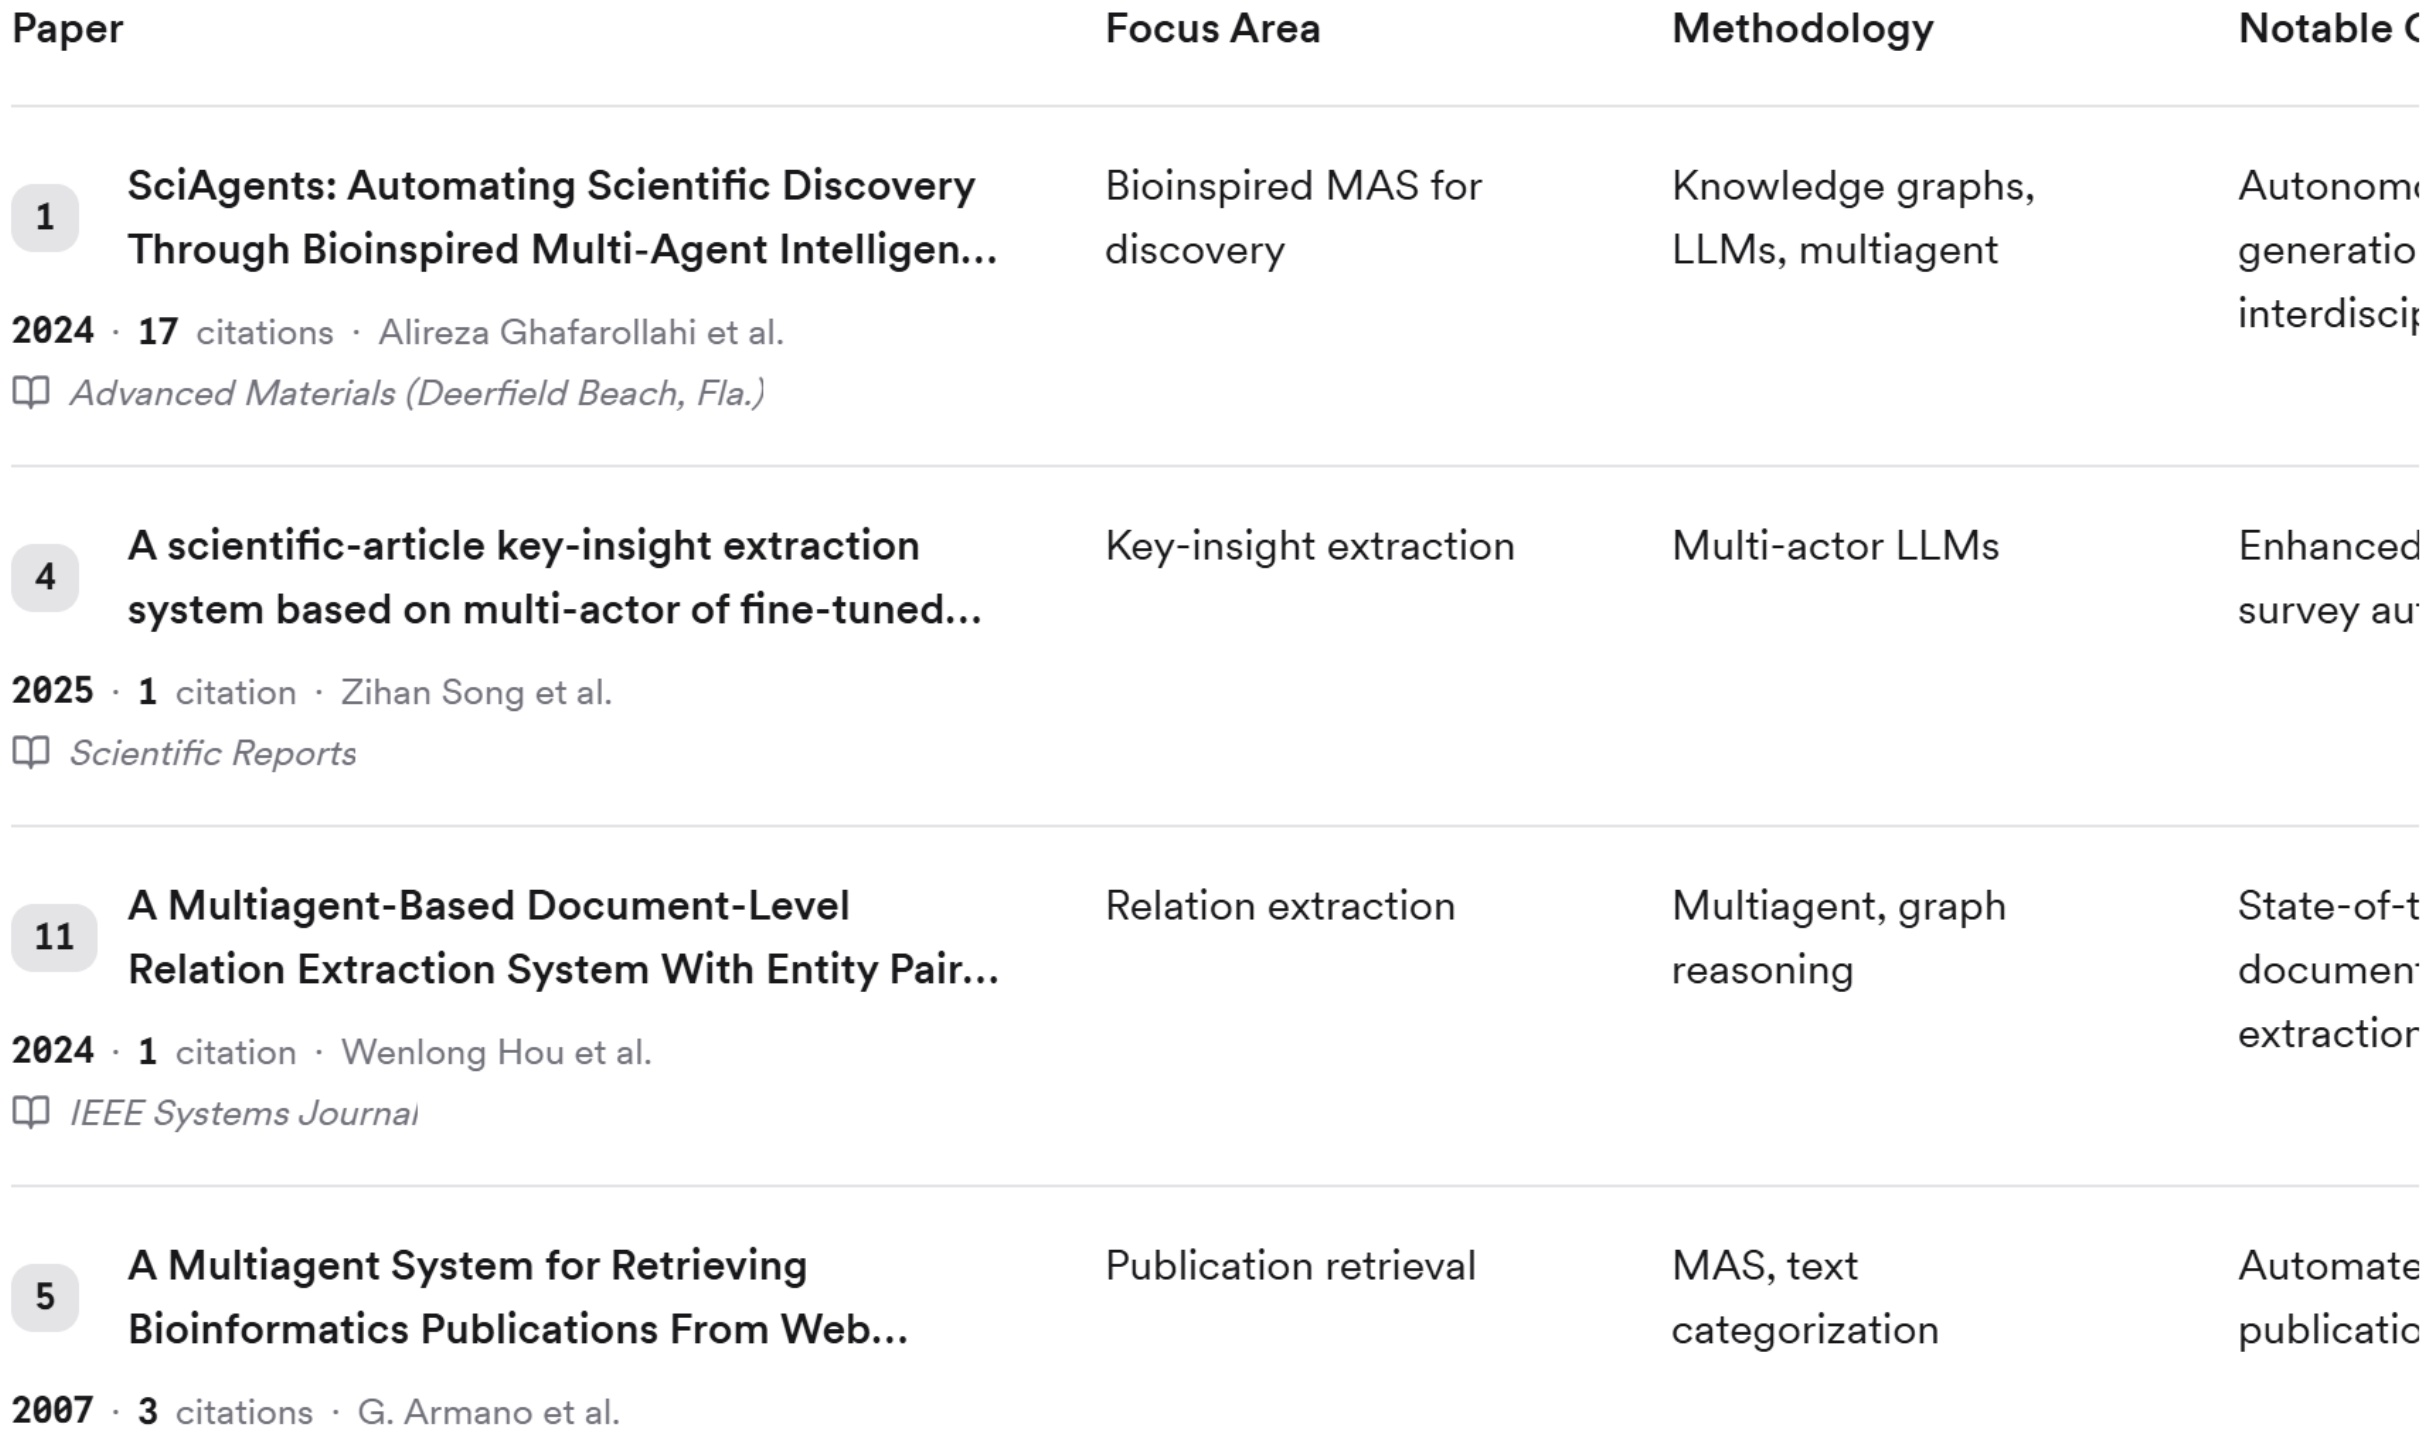 Paper Focus Area Methodology Notable
SciAgents: Automating Scientific Discovery Bioinspired MAS for Knowledge graphs,
1 Through Bioinspired Multi-Agent Intelligen... discovery LLMs, multiagent
2024 · 17 citations · Alireza Ghafarollahi et al.
Advanced Materials (Deerfield Beach, Fla.)
A scientific-article key-insight extraction Key-insight extraction Multi-actor LLMs Enhanced
4 system based on multi-actor of fine-tuned... survey
2025 · 1 citation · Zihan Song et al.
Scientific Reports
A Multiagent-Based Document-Level Relation extraction Multiagent, graph
11 Relation Extraction System With Entity Pair... reasoning
2024 · 1 citation · Wenlong Hou et al.
IEEE Systems Journal
A Multiagent System for Retrieving Publication retrieval MAS, text
5 Bioinformatics Publications From Web... categorization
2007 · 3 citations · G. Armano et al.